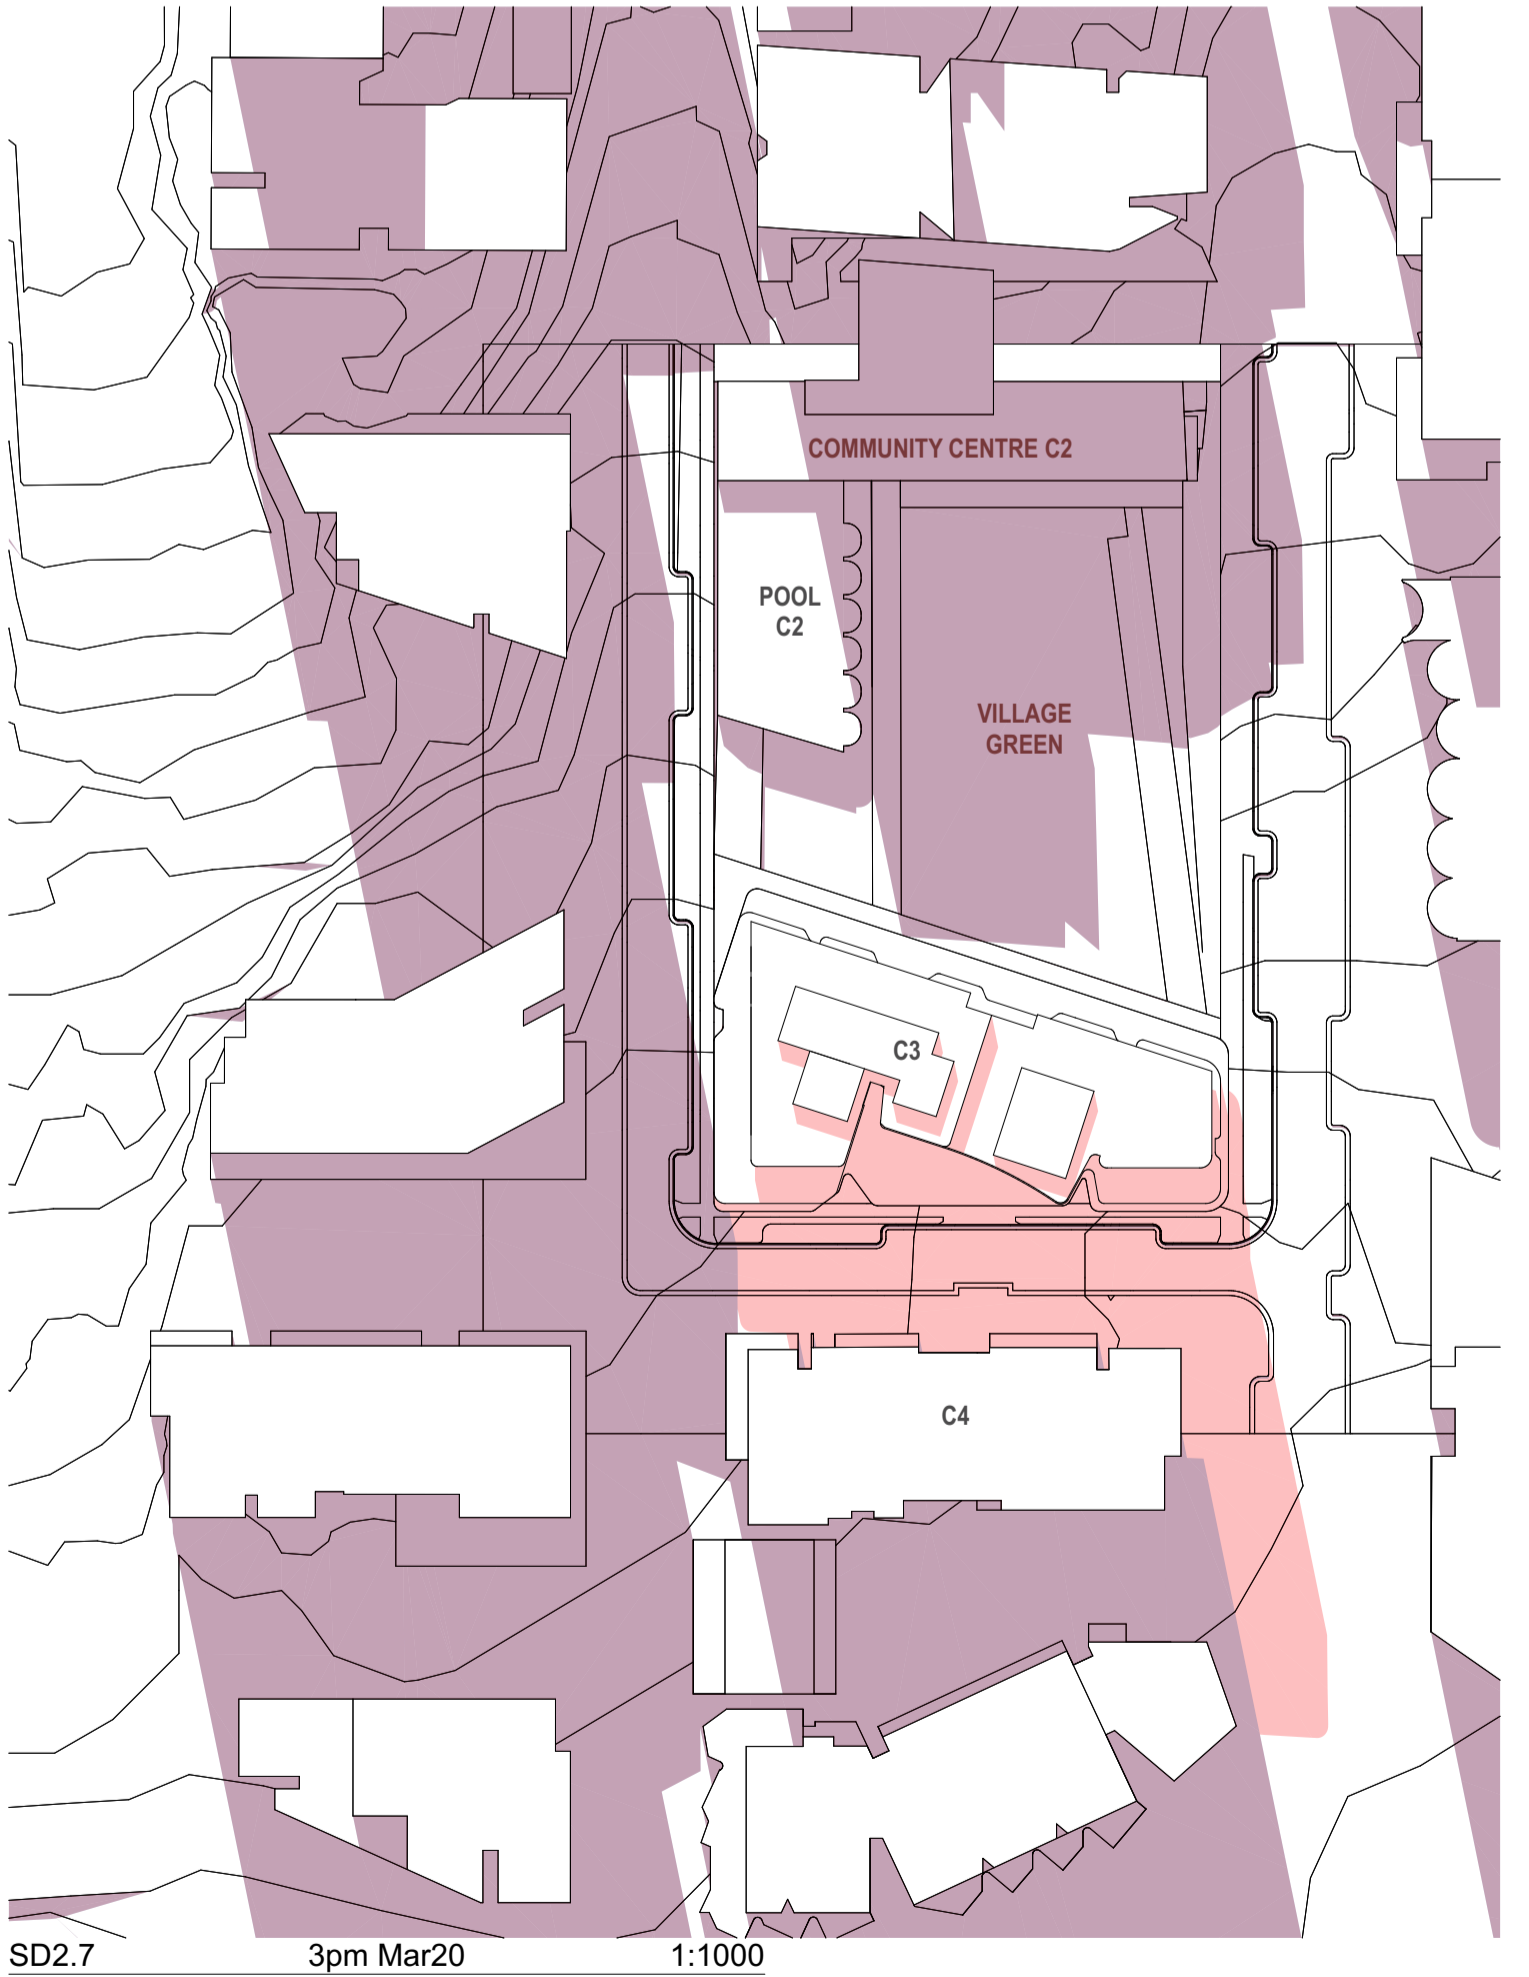 COMMUNITY CENTRE C2
POOL
C2
VILLAGE
GREEN
C3
C4
SD2.7 3pm Mar20 1:1000